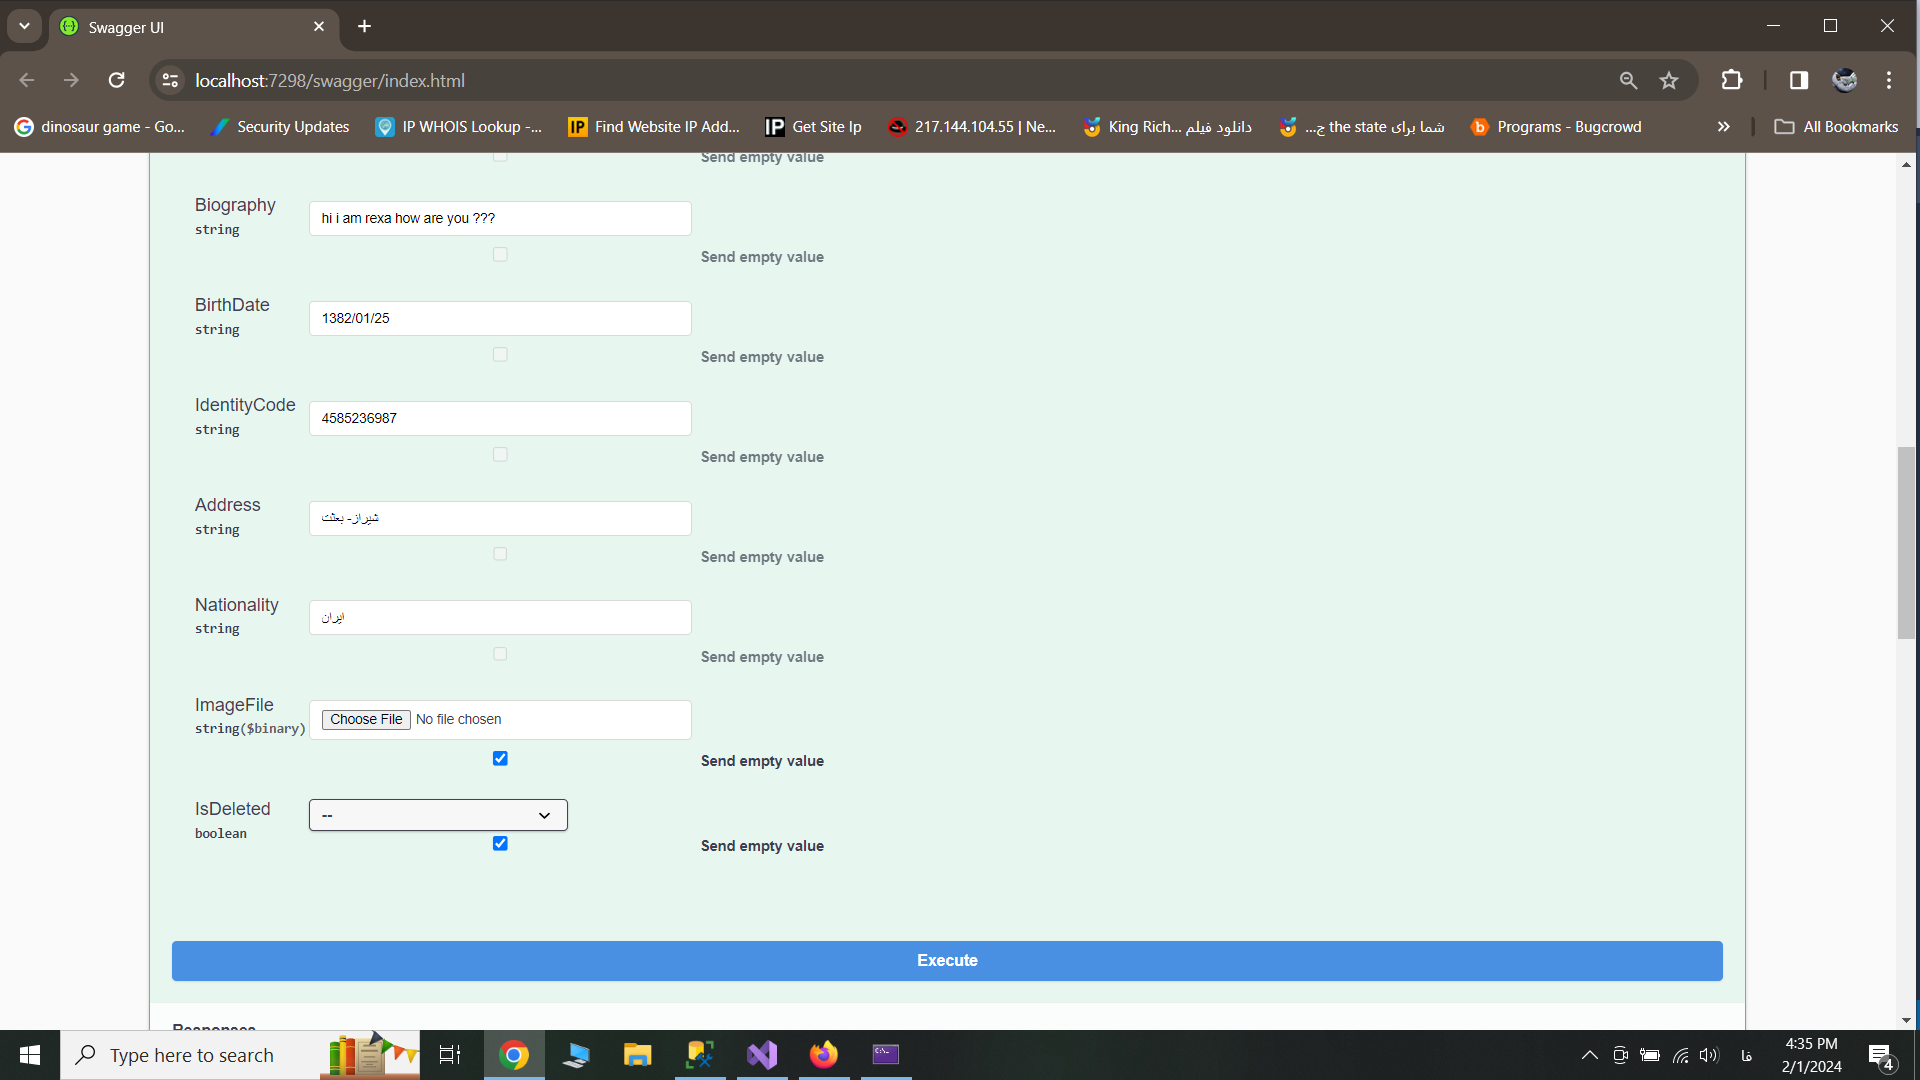 Swagger UI
localhost:7298/swagger/index.html
dinosaur game - Go...
Security Updates
IP WHOIS Lookup -...
IP Find Website IP Add...
IP Get Site Ip
217.144.104.55 | Ne...
King Rich... دانلود فیلم
...شما برای the state ج
b Programs - Bugcrowd
All Bookmarks
Send empty value
Biography
string
hi i am rexa how are you ???
Send empty value
BirthDate
string
1382/01/25
Send empty value
IdentityCode
string
4585236987
Send empty value
Address
string
شیراز- بعثت
Send empty value
Nationality
string
ایران
Send empty value
ImageFile
string($binary)
Choose File No file chosen
Send empty value
IsDeleted
boolean
--
Send empty value
Execute
Responses
Type here to search
فا
4:35 PM
2/1/2024
4